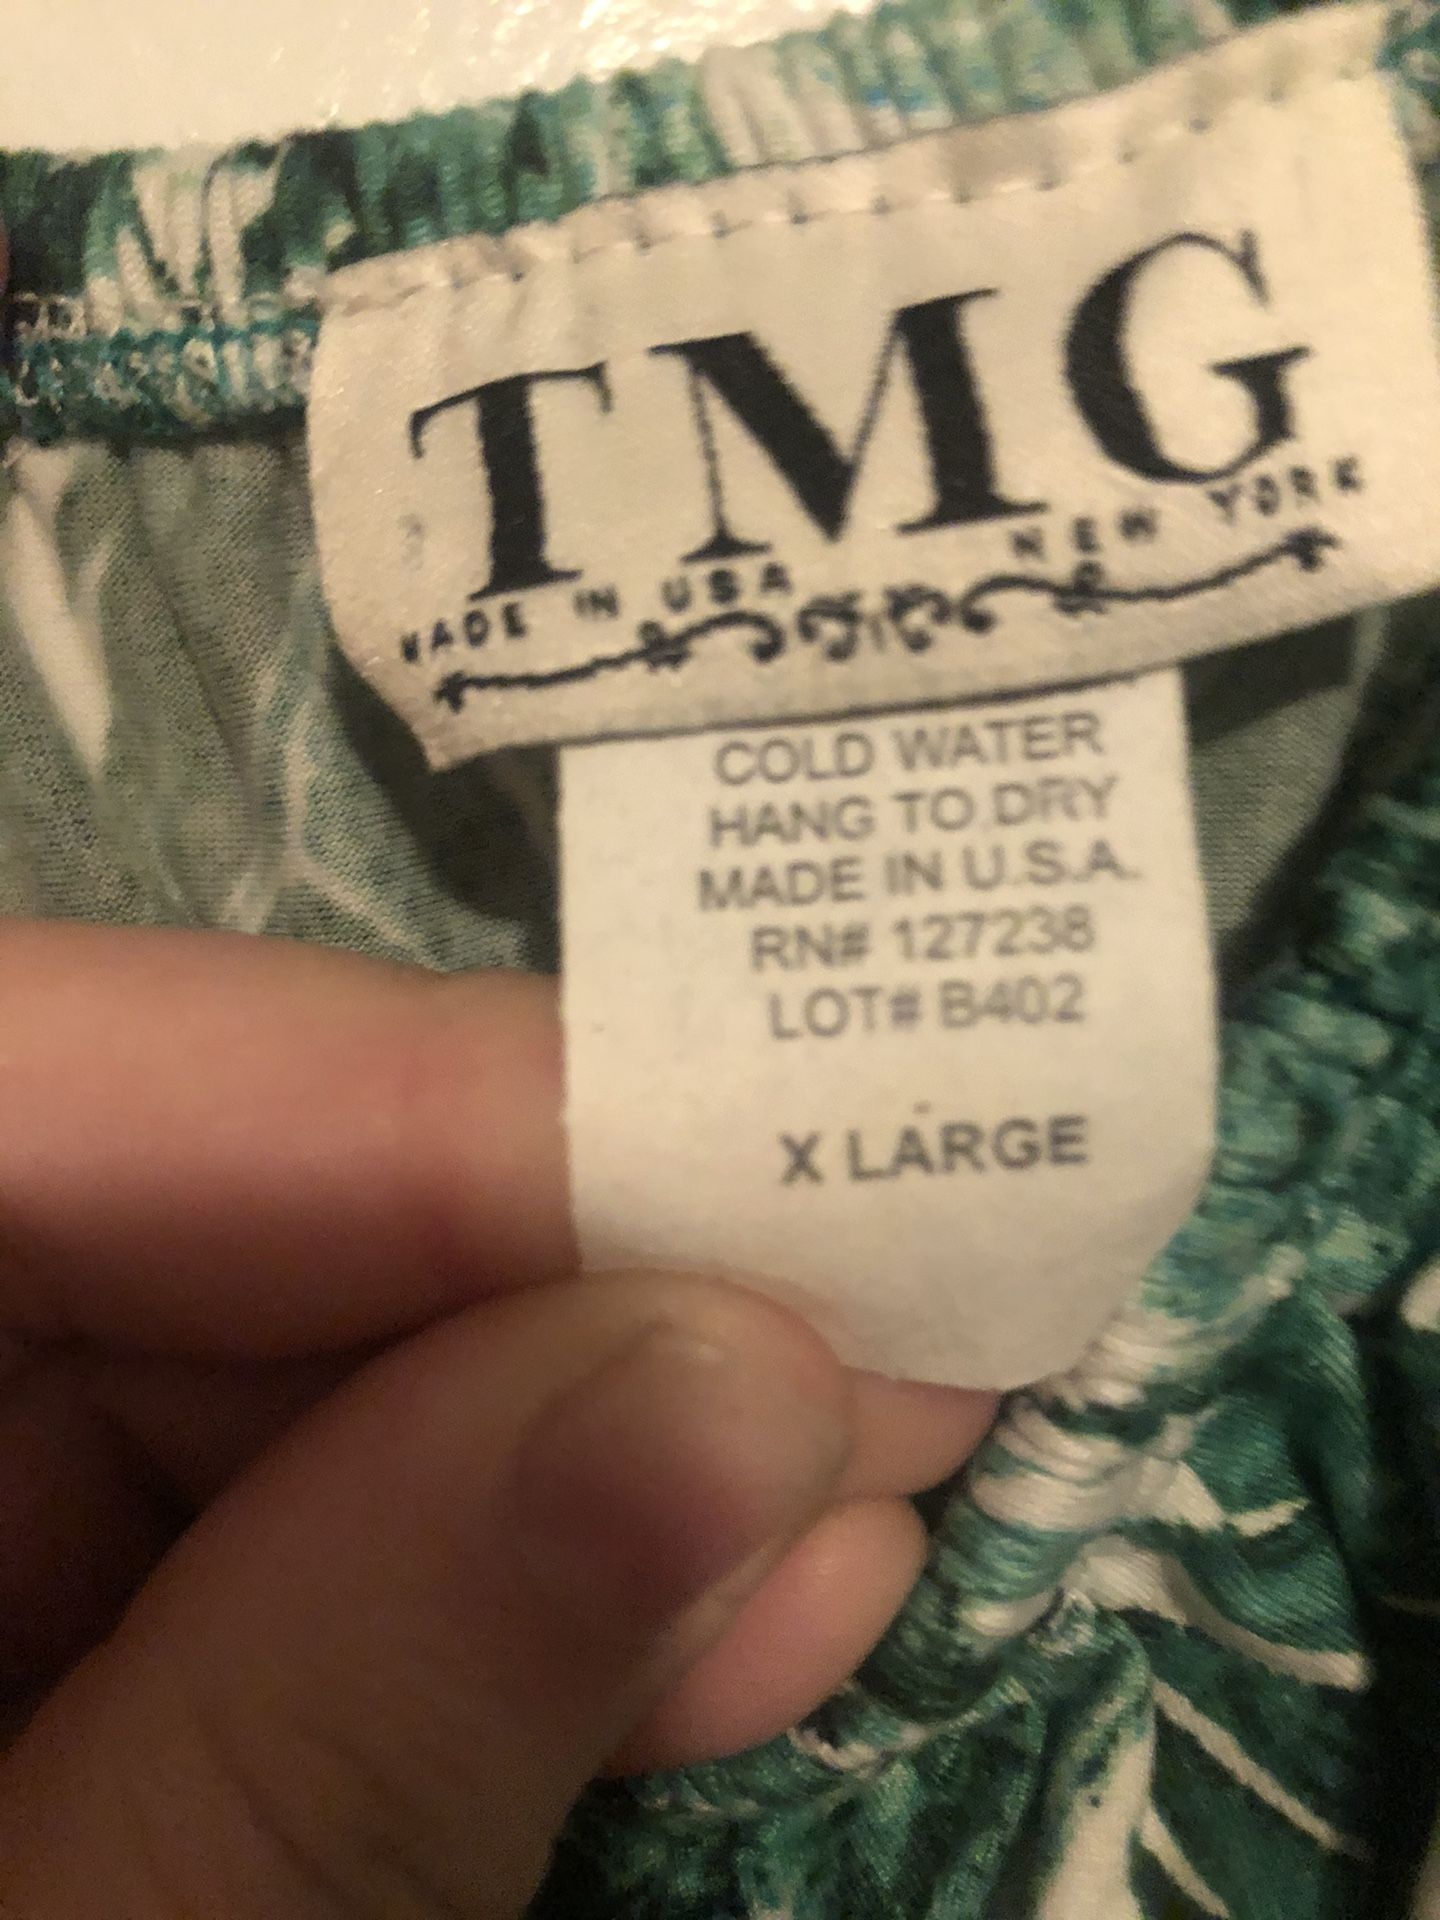 TMG
MADE IN USA NEW YORK
COLD WATER
HANG TO DRY
MADE IN U.S.A.
RN# 127238
LOT# B402
X LARGE